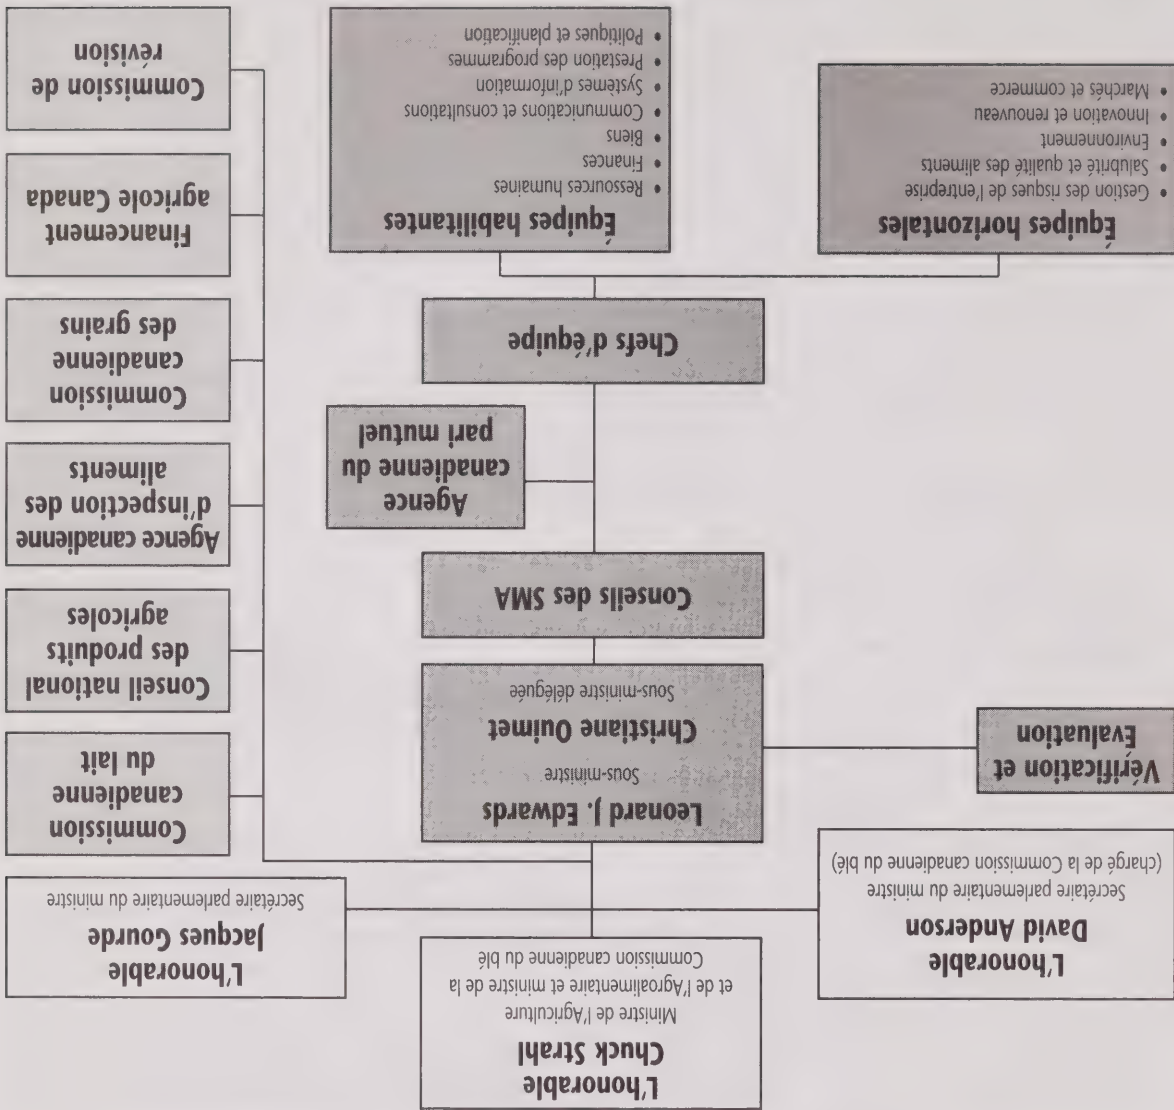 L'honorable
Chuck Strahl
Ministre de l'Agriculture
et de l'Agroalimentaire et ministre de la
Commission canadienne du blé
L'honorable
David Anderson
Secrétaire parlementaire du ministre
(chargé de la Commission canadienne du blé)
L'honorable
Jacques Gourde
Secrétaire parlementaire du ministre
Vérification et
Evaluation
Leonard J. Edwards
Sous-ministre
Christiane Ouimet
Sous-ministre déléguée
Conseils des SMA
Agence
canadienne du
pari mutuel
Chefs d'équipe
Équipes horizontales
• Gestion des risques de l'entreprise
• Salubrité et qualité des aliments
• Environnement
• Innovation et renouveau
• Marchés et commerce
Équipes habilitantes
• Ressources humaines
• Finances
• Biens
• Communications et consultations
• Systèmes d'information
• Prestation des programmes
• Politiques et planification
Commission
canadienne
du lait
Conseil national
des produits
agricoles
Agence canadienne
d'inspection des
aliments
Commission
canadienne
des grains
Financement
agricole Canada
Commission de
révision